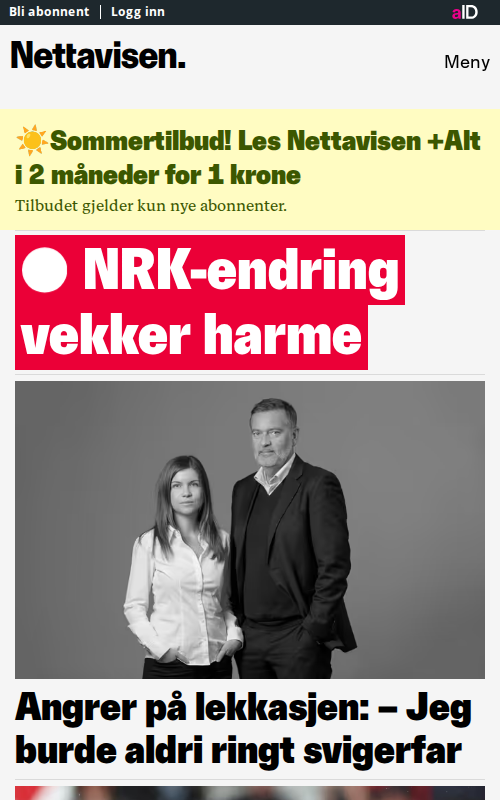 Bli abonnent
Logg inn
aID
Nettavisen.
Meny
☀️Sommertilbud! Les Nettavisen +Alt
i 2 måneder for 1 krone
Tilbudet gjelder kun nye abonnenter.
NRK-endring
vekker harme
Angrer på lekkasjen: – Jeg
burde aldri ringt svigerfar